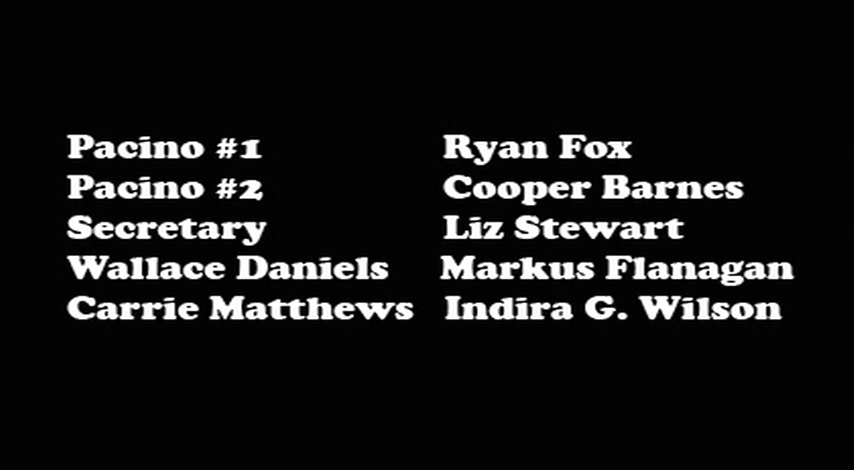 Pacino #1 Ryan Fox
Pacino #2 Cooper Barnes
Secretary Liz Stewart
Wallace Daniels Markus Flanagan
Carrie Matthews Indira G. Wilson